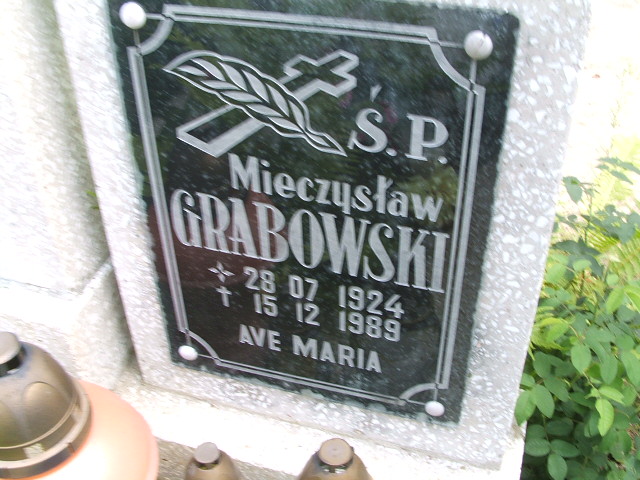 Ś.P.
Mieczysław
GRABOWSKI
28 07 1924
15 12 1989
AVE MARIA